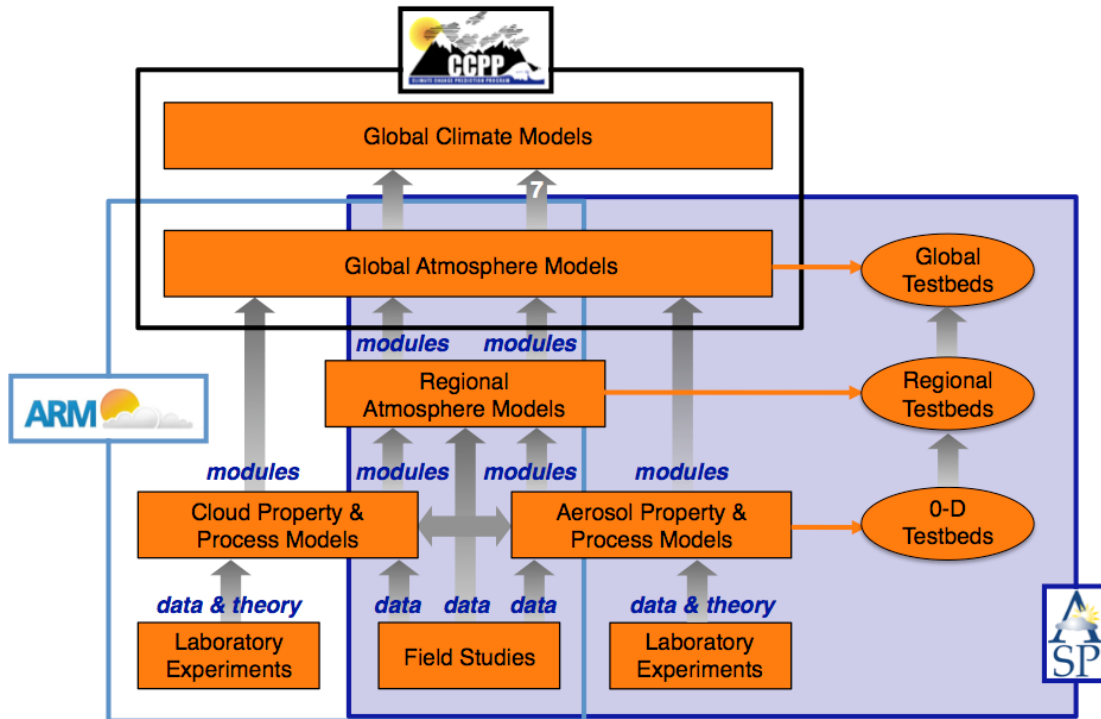 CCPP
CLIMATE CHANGE PREDICTION PROGRAM
Global Climate Models
7
Global Atmosphere Models
Global
Testbeds
modules modules
Regional
Atmosphere Models
Regional
Testbeds
ARM
modules modules modules modules
Cloud Property &
Process Models
Aerosol Property &
Process Models
0-D
Testbeds
data & theory data data data data & theory
Laboratory
Experiments
Field Studies
Laboratory
Experiments
ASP